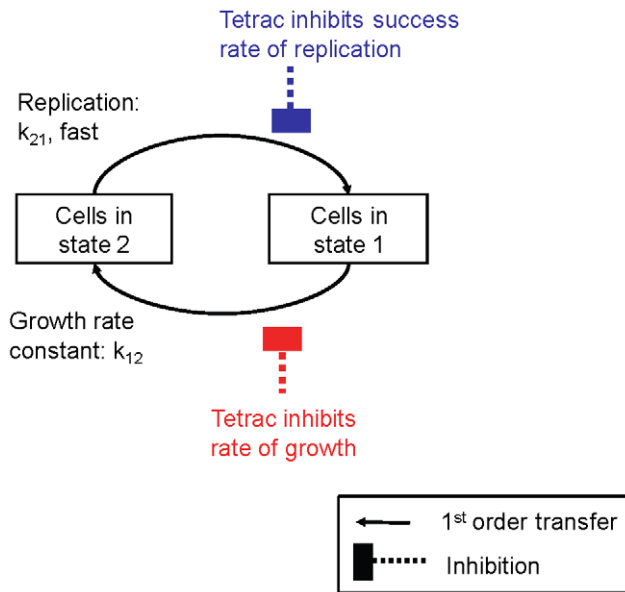 Tetrac inhibits success
rate of replication
Replication:
k21, fast
Cells in
state 2
Cells in
state 1
Growth rate
constant: k12
Tetrac inhibits
rate of growth
1st order transfer
Inhibition